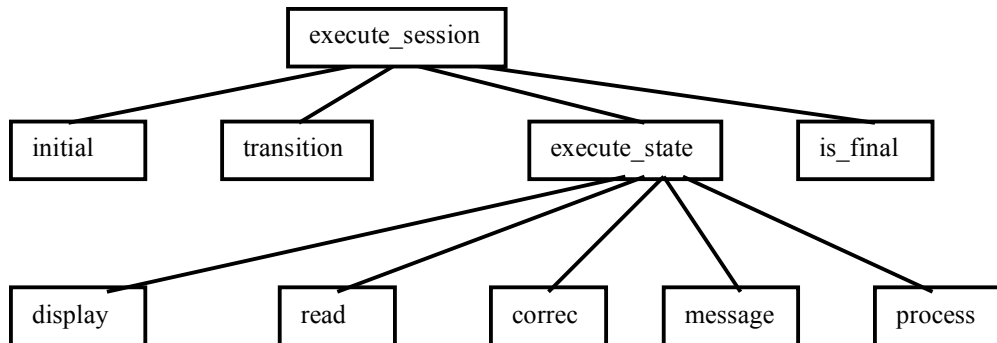 execute_session
initial
transition
execute_state
is_final
display
read
correc
message
process